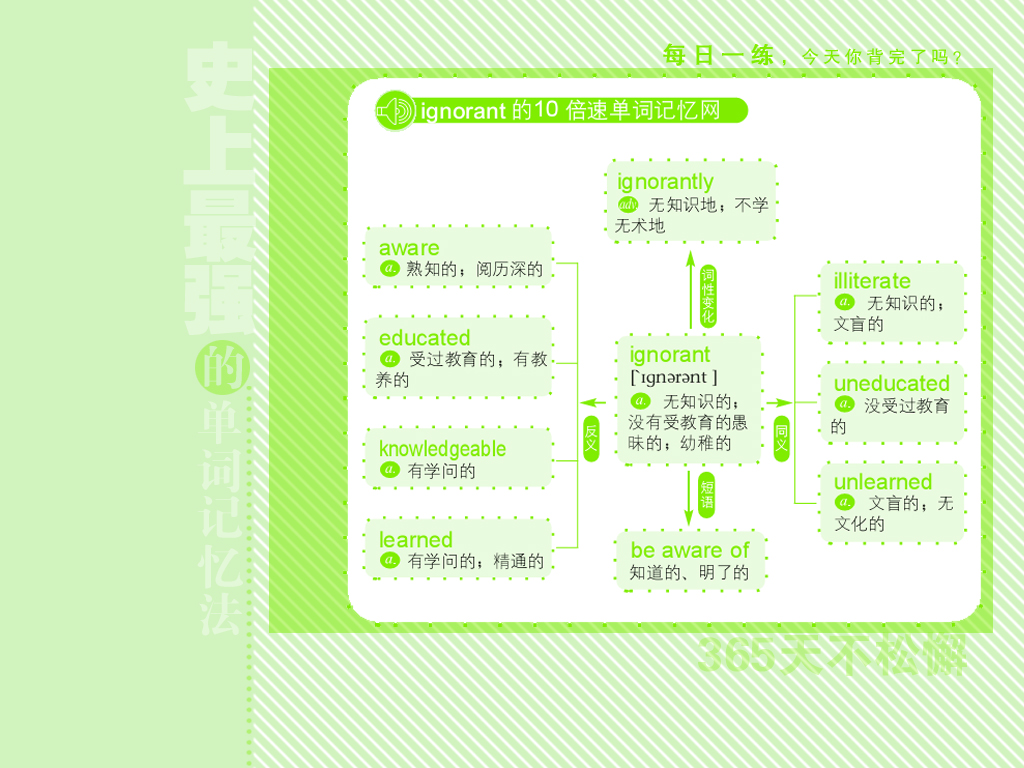 史上最强的单词记忆法
每日一练，今天你背完了吗？
ignorant 的10 倍速单词记忆网
ignorantly
adv 无知识地；不学
无术地
词性变化
aware
a. 熟知的；阅历深的
educated
a. 受过教育的；有教
养的
knowledgeable
a. 有学问的
learned
a. 有学问的；精通的
反义
ignorant
[`ɪgnərənt ]
a. 无知识的；
没有受教育的愚
昧的；幼稚的
同义
illiterate
a. 无知识的；
文盲的
uneducated
a. 没受过教育
的
unlearned
a. 文盲的；无
文化的
短语
be aware of
知道的、明了的
365天不松懈